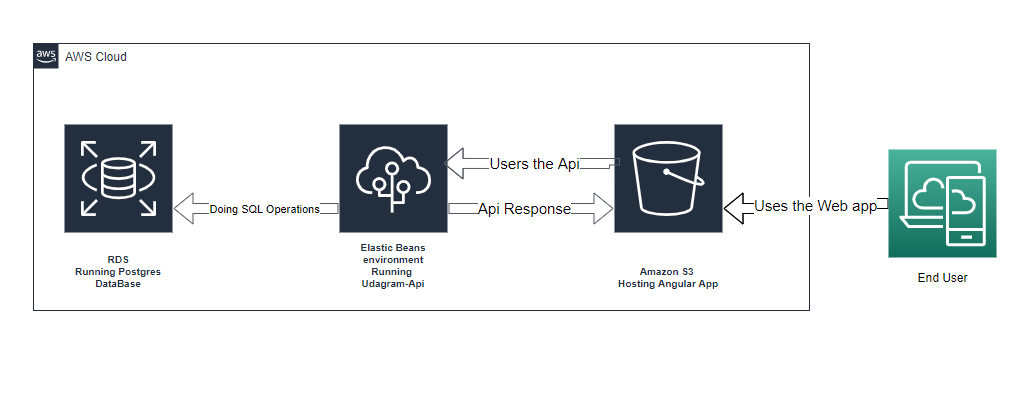 aws
AWS Cloud
Users the Api
Doing SQL Operations
Api Response
Uses the Web app
RDS
Running Postgres
DataBase
Elastic Beans
environment
Running
Udagram-Api
Amazon S3
Hosting Angular App
End User